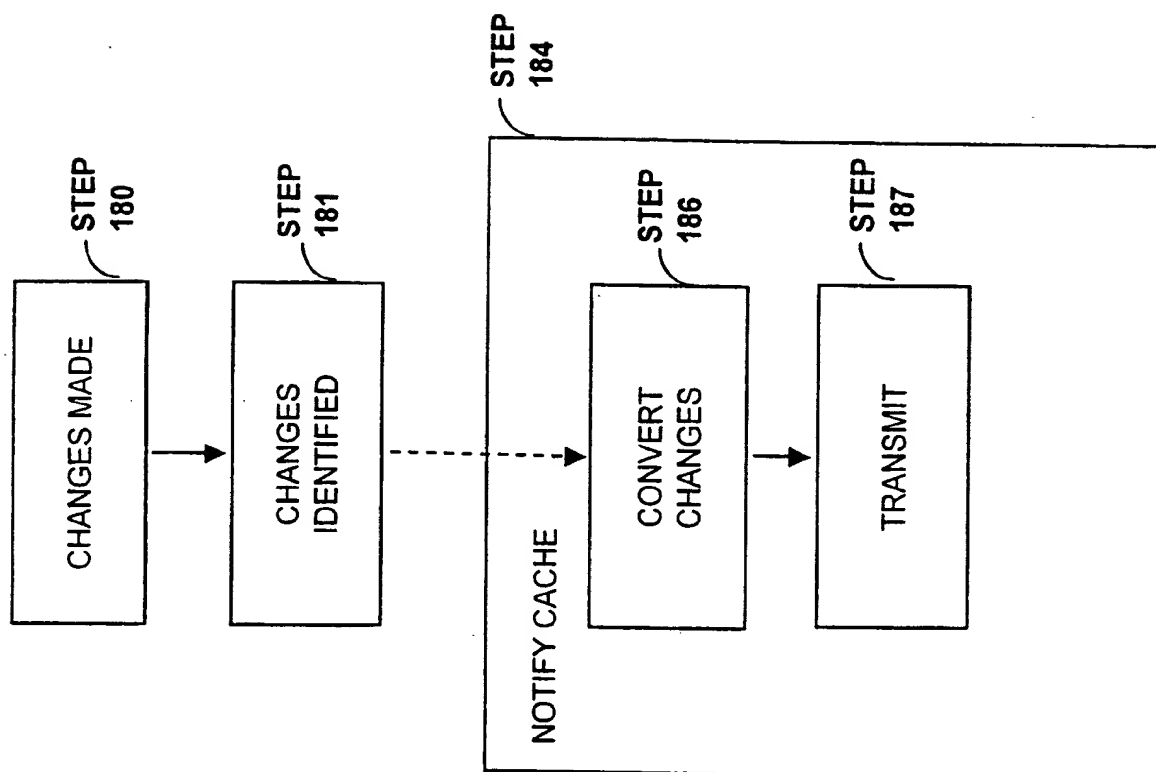 CHANGES MADE
STEP
180
CHANGES
IDENTIFIED
STEP
181
NOTIFY CACHE
STEP
184
CONVERT
CHANGES
STEP
186
TRANSMIT
STEP
187